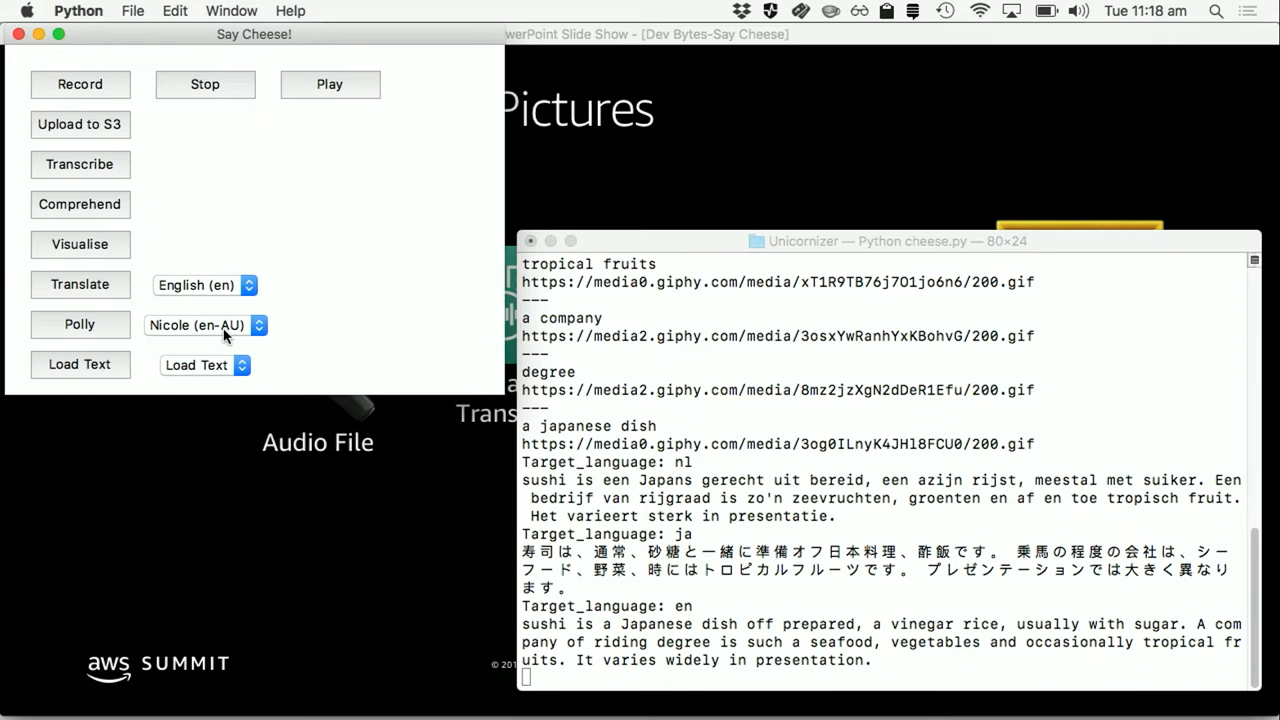 Python File Edit Window Help
Tue 11:18 am
Say Cheese!
werPoint Slide Show - [Dev Bytes-Say Cheese]
Record Stop Play
Upload to S3
Transcribe
Comprehend
Visualise
Translate English (en)
Polly Nicole (en-AU)
Load Text Load Text
Pictures
Audio File
Trans
aws SUMMIT
© 201
Unicornizer — Python cheese.py — 80×24
tropical fruits
https://media0.giphy.com/media/xT1R9TB76j7O1jo6n6/200.gif
---
a company
https://media2.giphy.com/media/3osxYwRanhYxKBohvG/200.gif
---
degree
https://media2.giphy.com/media/8mz2jzXgN2dDeR1Efu/200.gif
---
a japanese dish
https://media0.giphy.com/media/3og0ILnyK4JHl8FCU0/200.gif
Target_language: nl
sushi is een Japans gerecht uit bereid, een azijn rijst, meestal met suiker. Een
bedrijf van rijgraad is zo'n zeevruchten, groenten en af en toe tropisch fruit.
Het varieert sterk in presentatie.
Target_language: ja
寿司は、通常、砂糖と一緒に準備オフ日本料理、酢飯です。 乗馬の程度の会社は、シー
フード、野菜、時にはトロピカルフルーツです。 プレゼンテーションでは大きく異なり
ます。
Target_language: en
sushi is a Japanese dish off prepared, a vinegar rice, usually with sugar. A com
pany of riding degree is such a seafood, vegetables and occasionally tropical fr
uits. It varies widely in presentation.